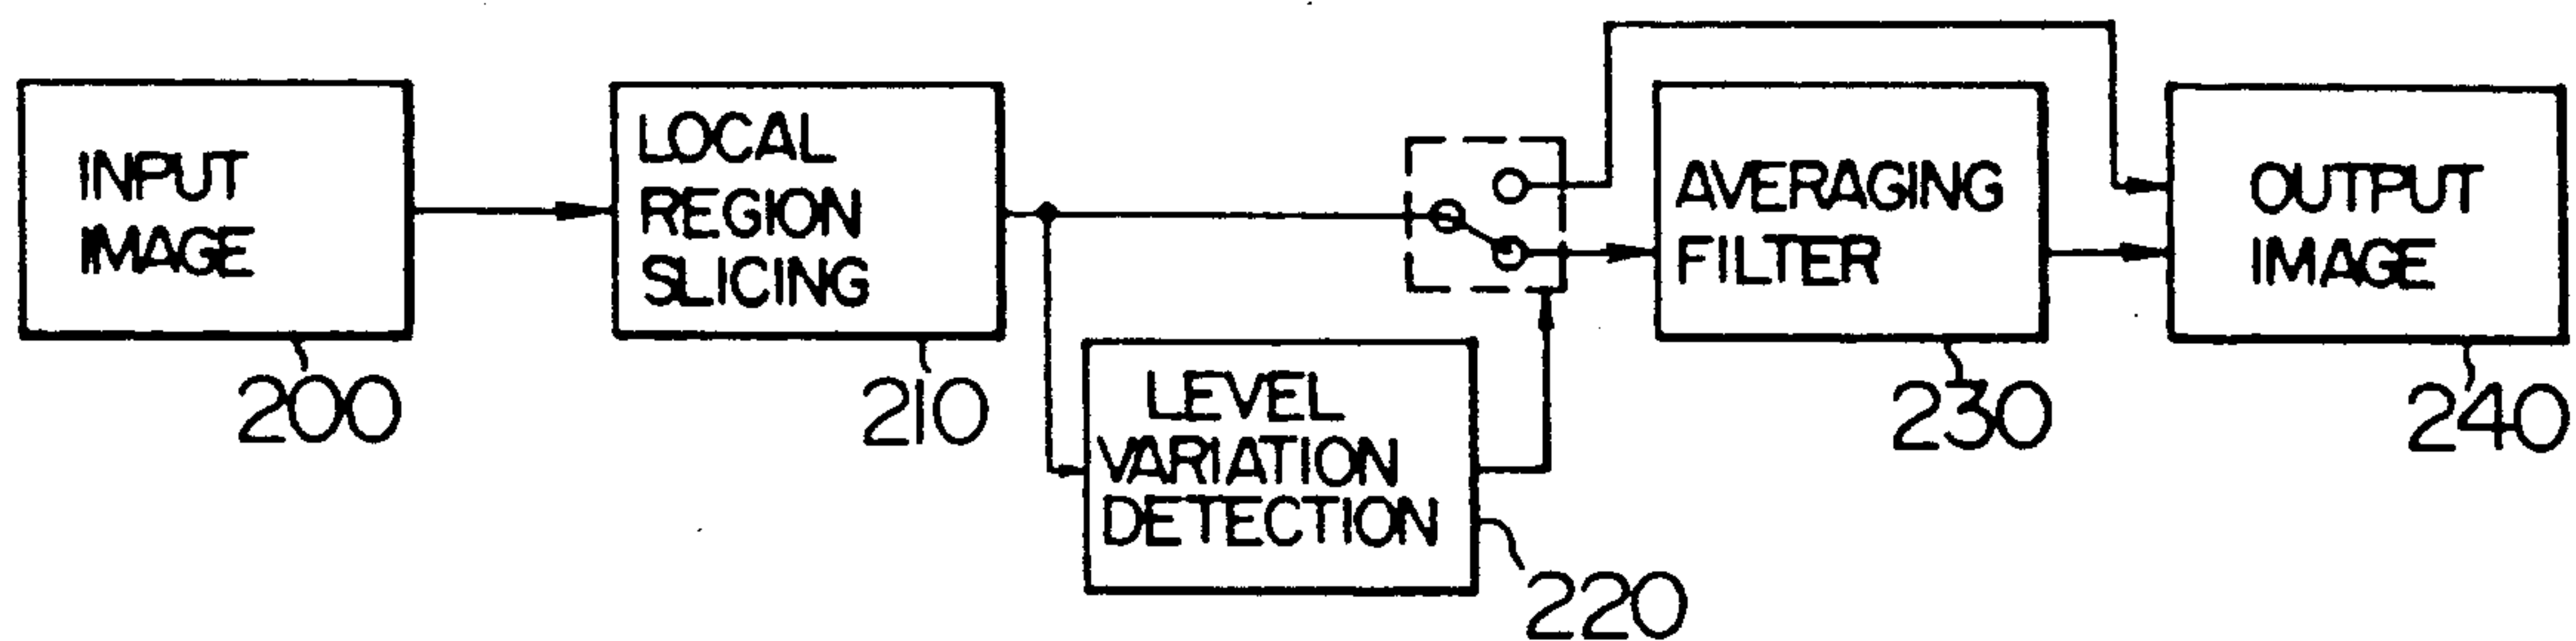 INPUT
IMAGE
200
LOCAL
REGION
SLICING
210
LEVEL
VARIATION
DETECTION
220
AVERAGING
FILTER
230
OUTPUT
IMAGE
240